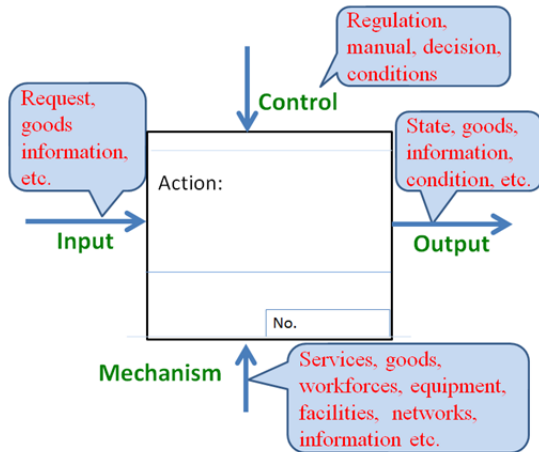 Regulation,
manual, decision,
conditions
Control
Request,
goods
information,
etc.
State, goods,
information,
condition, etc.
Action:
Input
Output
No.
Mechanism
Services, goods,
workforces, equipment,
facilities, networks,
information etc.